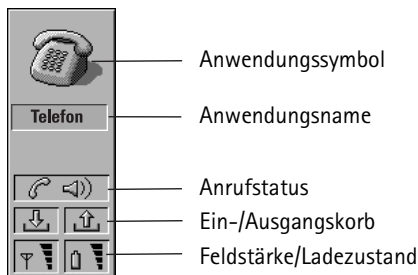 Anwendungssymbol
Telefon
Anwendungsname
Anrufstatus
Ein-/Ausgangskorb
Feldstärke/Ladezustand